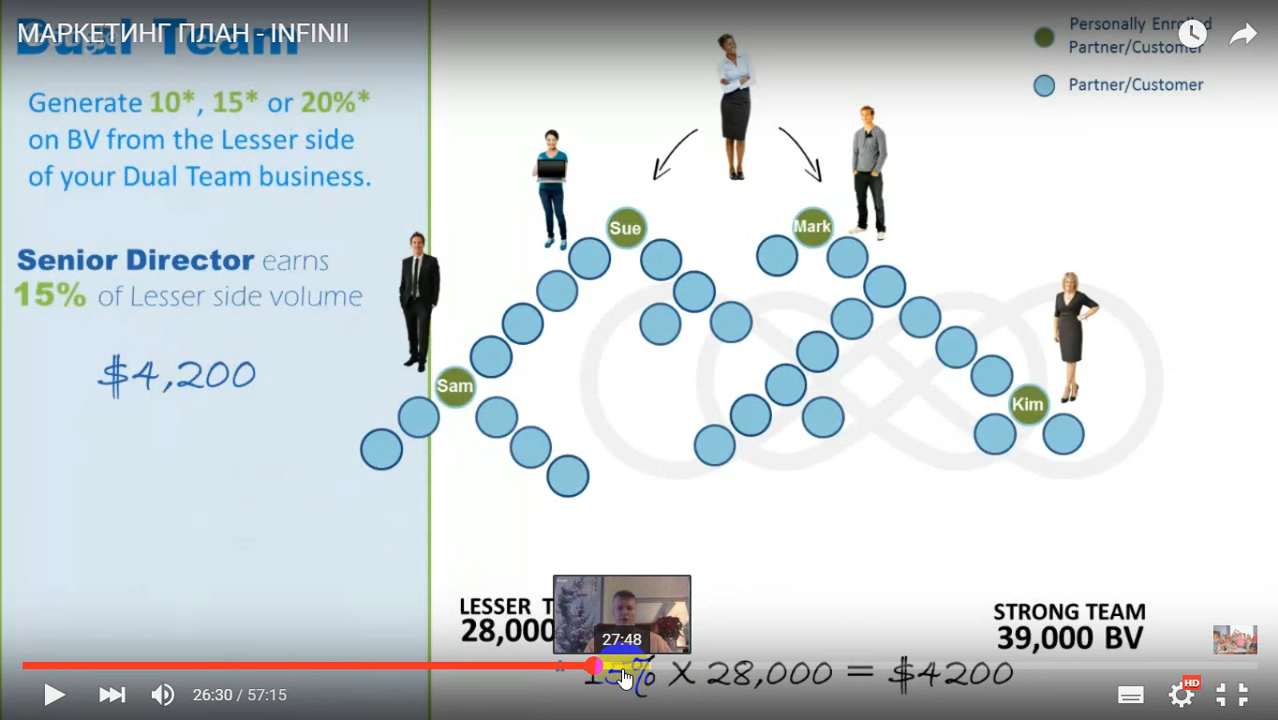 МАРКЕТИНГ ПЛАН - INFINII
Dual Team
Generate 10*, 15* or 20%*
on BV from the Lesser side
of your Dual Team business.
Senior Director earns
15% of Lesser side volume
$4,200
Personally Enrolled
Partner/Customer
Partner/Customer
Sue
Mark
Sam
Kim
LESSER T
28,000
STRONG TEAM
39,000 BV
27:48
15% X 28,000 = $4200
26:30 / 57:15
HD